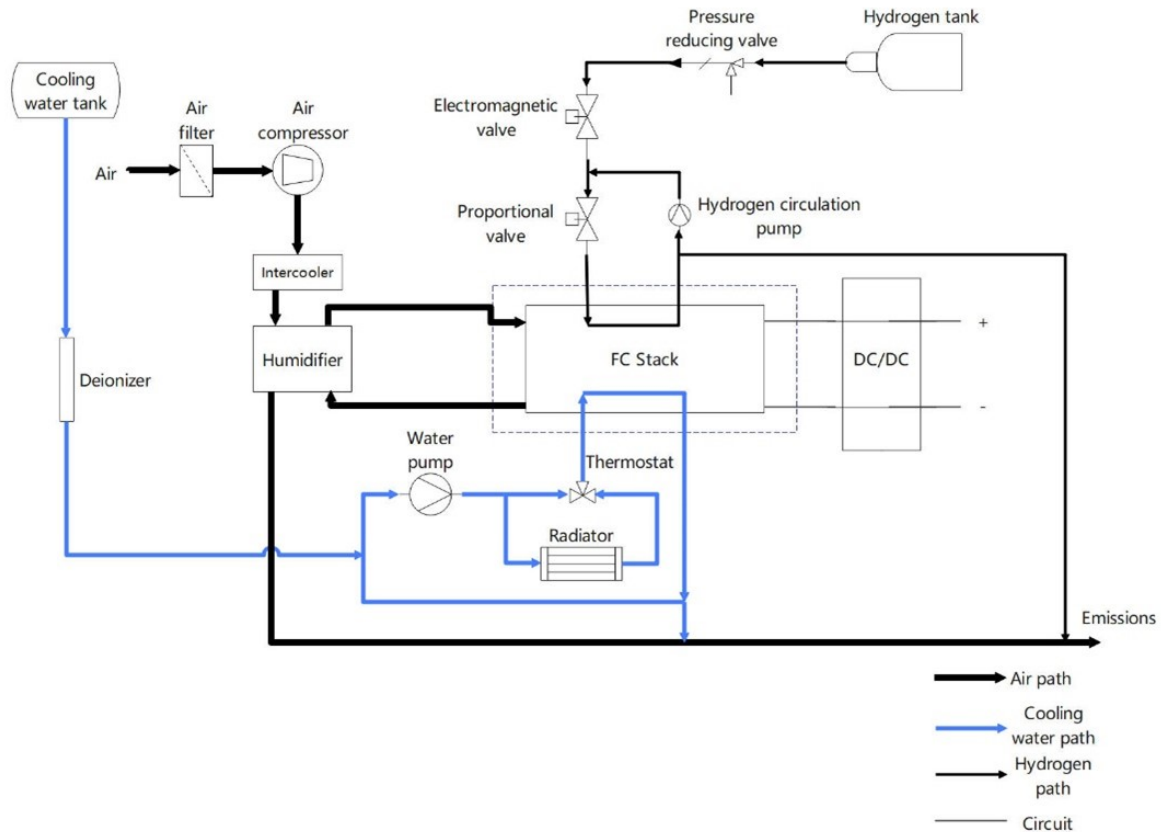 Pressure
reducing valve
Hydrogen tank
Cooling
water tank
Air
filter
Air
compressor
Electromagnetic
valve
Air
Proportional
valve
Hydrogen circulation
pump
Intercooler
Humidifier
FC Stack
DC/DC
+
-
Deionizer
Water
pump
Thermostat
Radiator
Emissions
Air path
Cooling
water path
Hydrogen
path
Circuit